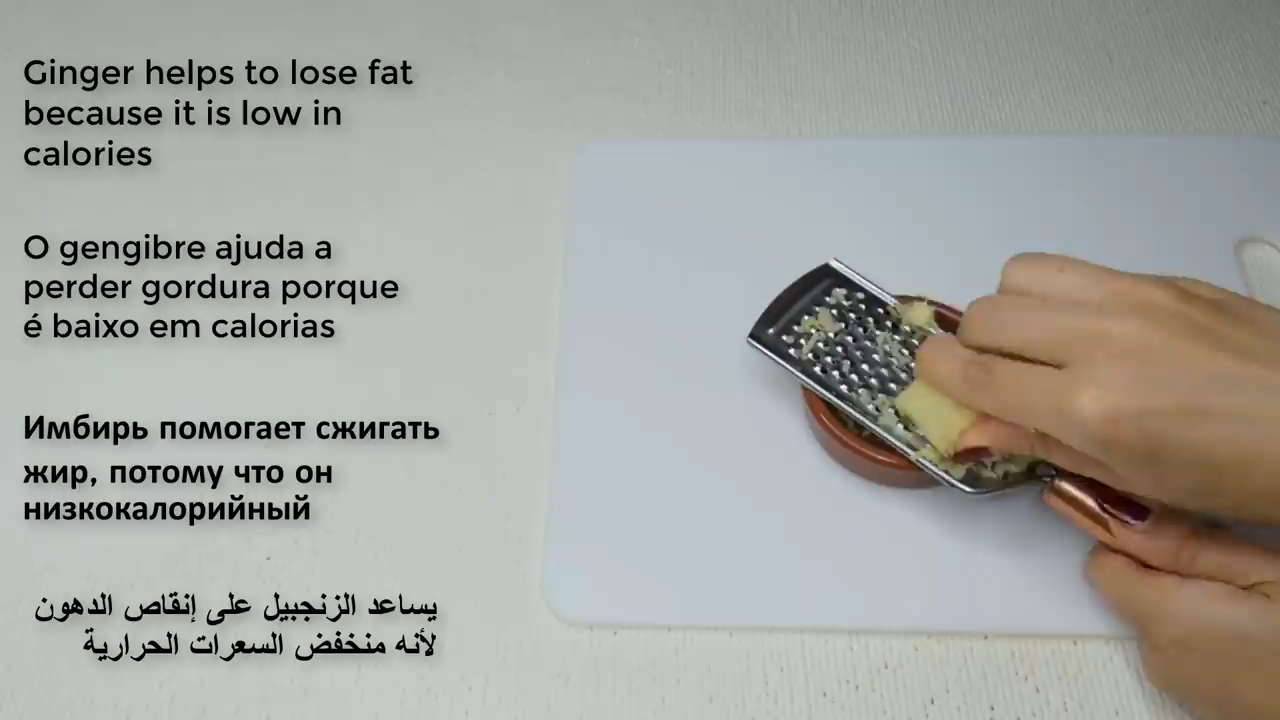 Ginger helps to lose fat
because it is low in
calories
O gengibre ajuda a
perder gordura porque
é baixo em calorias
Имбирь помогает сжигать
жир, потому что он
низкокалорийный
يساعد الزنجبيل على إنقاص الدهون
لأنه منخفض السعرات الحرارية